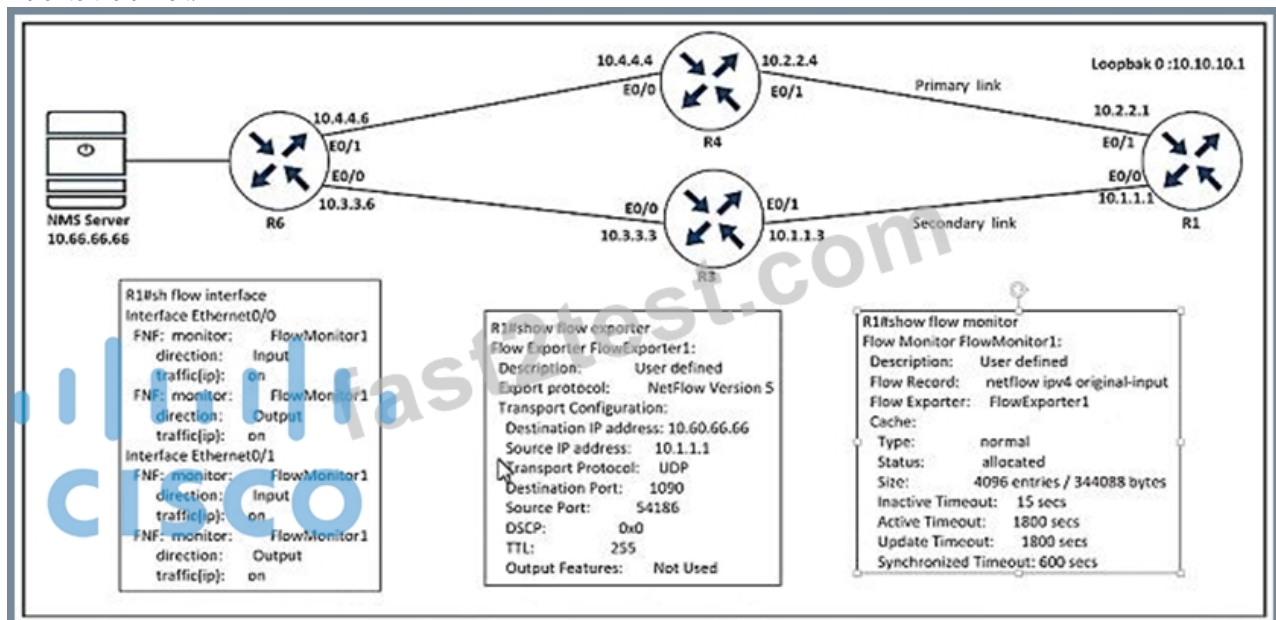 10.4.4.4
E0/0
10.2.2.4
E0/1
R4
Primary link
Loopbak 0 :10.10.10.1
10.2.2.1
E0/1
E0/0
10.1.1.1
R1
10.4.4.6
E0/1
E0/0
10.3.3.6
R6
NMS Server
10.66.66.66
E0/0
10.3.3.3
E0/1
10.1.1.3
R3
Secondary link
R1#sh flow interface
Interface Ethernet0/0
FNF: monitor: FlowMonitor1
direction: Input
traffic(ip): on
FNF: monitor: FlowMonitor1
direction: Output
traffic(ip): on
Interface Ethernet0/1
FNF: monitor: FlowMonitor1
direction: Input
traffic(ip): on
FNF: monitor: FlowMonitor1
direction: Output
traffic(ip): on
R1#show flow exporter
Flow Exporter FlowExporter1:
Description: User defined
Export protocol: NetFlow Version 5
Transport Configuration:
Destination IP address: 10.60.66.66
Source IP address: 10.1.1.1
Transport Protocol: UDP
Destination Port: 1090
Source Port: 54186
DSCP: 0x0
TTL: 255
Output Features: Not Used
R1#show flow monitor
Flow Monitor FlowMonitor1:
Description: User defined
Flow Record: netflow ipv4 original-input
Flow Exporter: FlowExporter1
Cache:
Type: normal
Status: allocated
Size: 4096 entries / 344088 bytes
Inactive Timeout: 15 secs
Active Timeout: 1800 secs
Update Timeout: 1800 secs
Synchronized Timeout: 600 secs
CISCO
fast2test.com